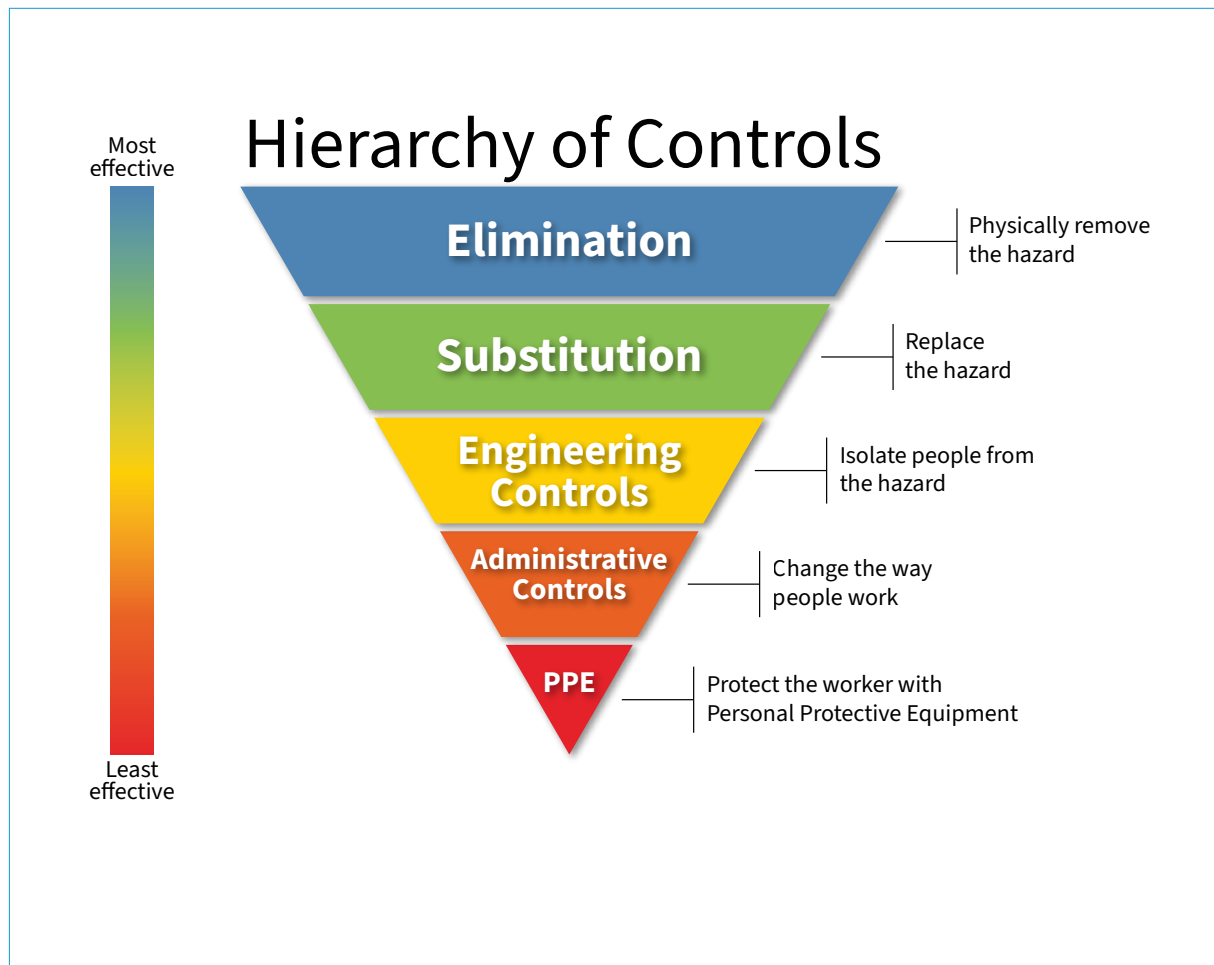 Hierarchy of Controls
Most
effective
Elimination
Physically remove
the hazard
Substitution
Replace
the hazard
Engineering
Controls
Isolate people from
the hazard
Administrative
Controls
Change the way
people work
PPE
Protect the worker with
Personal Protective Equipment
Least
effective